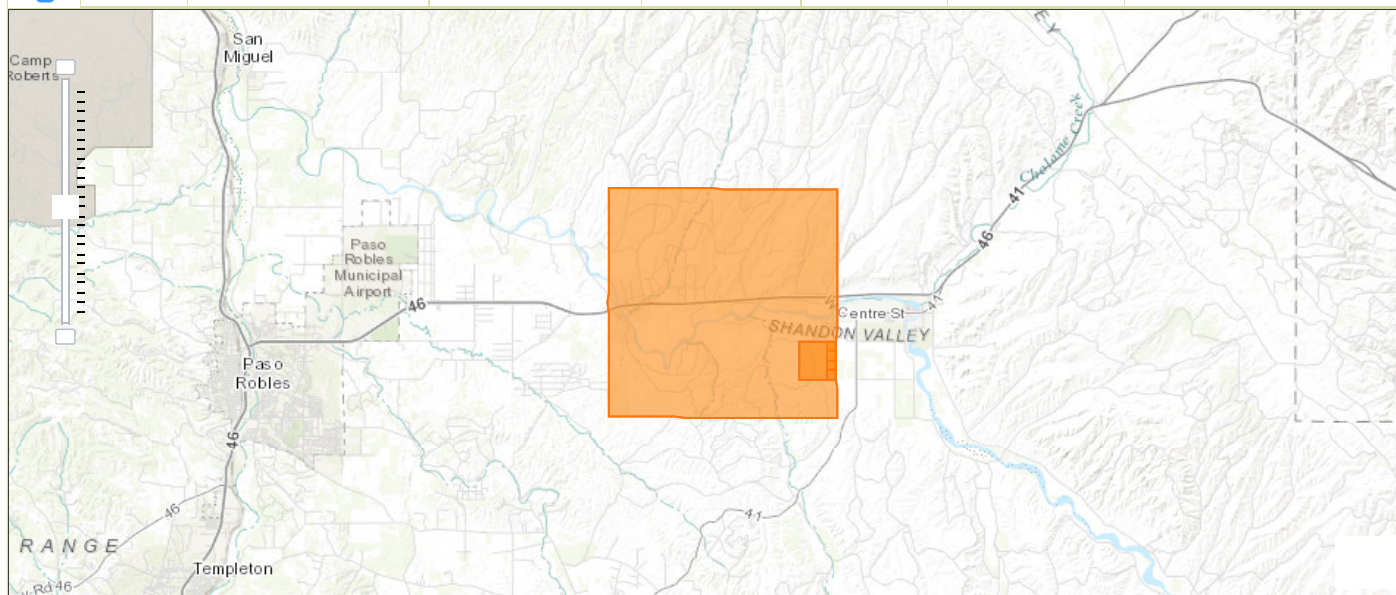 San
Miguel
Camp
Roberts
EY
Cholame Creek
41
46
Paso
Robles
Municipal
Airport
46
W
Centre St
41
SHANDON VALLEY
Paso
Robles
46
46
41
RANGE
Templeton
Rd 46